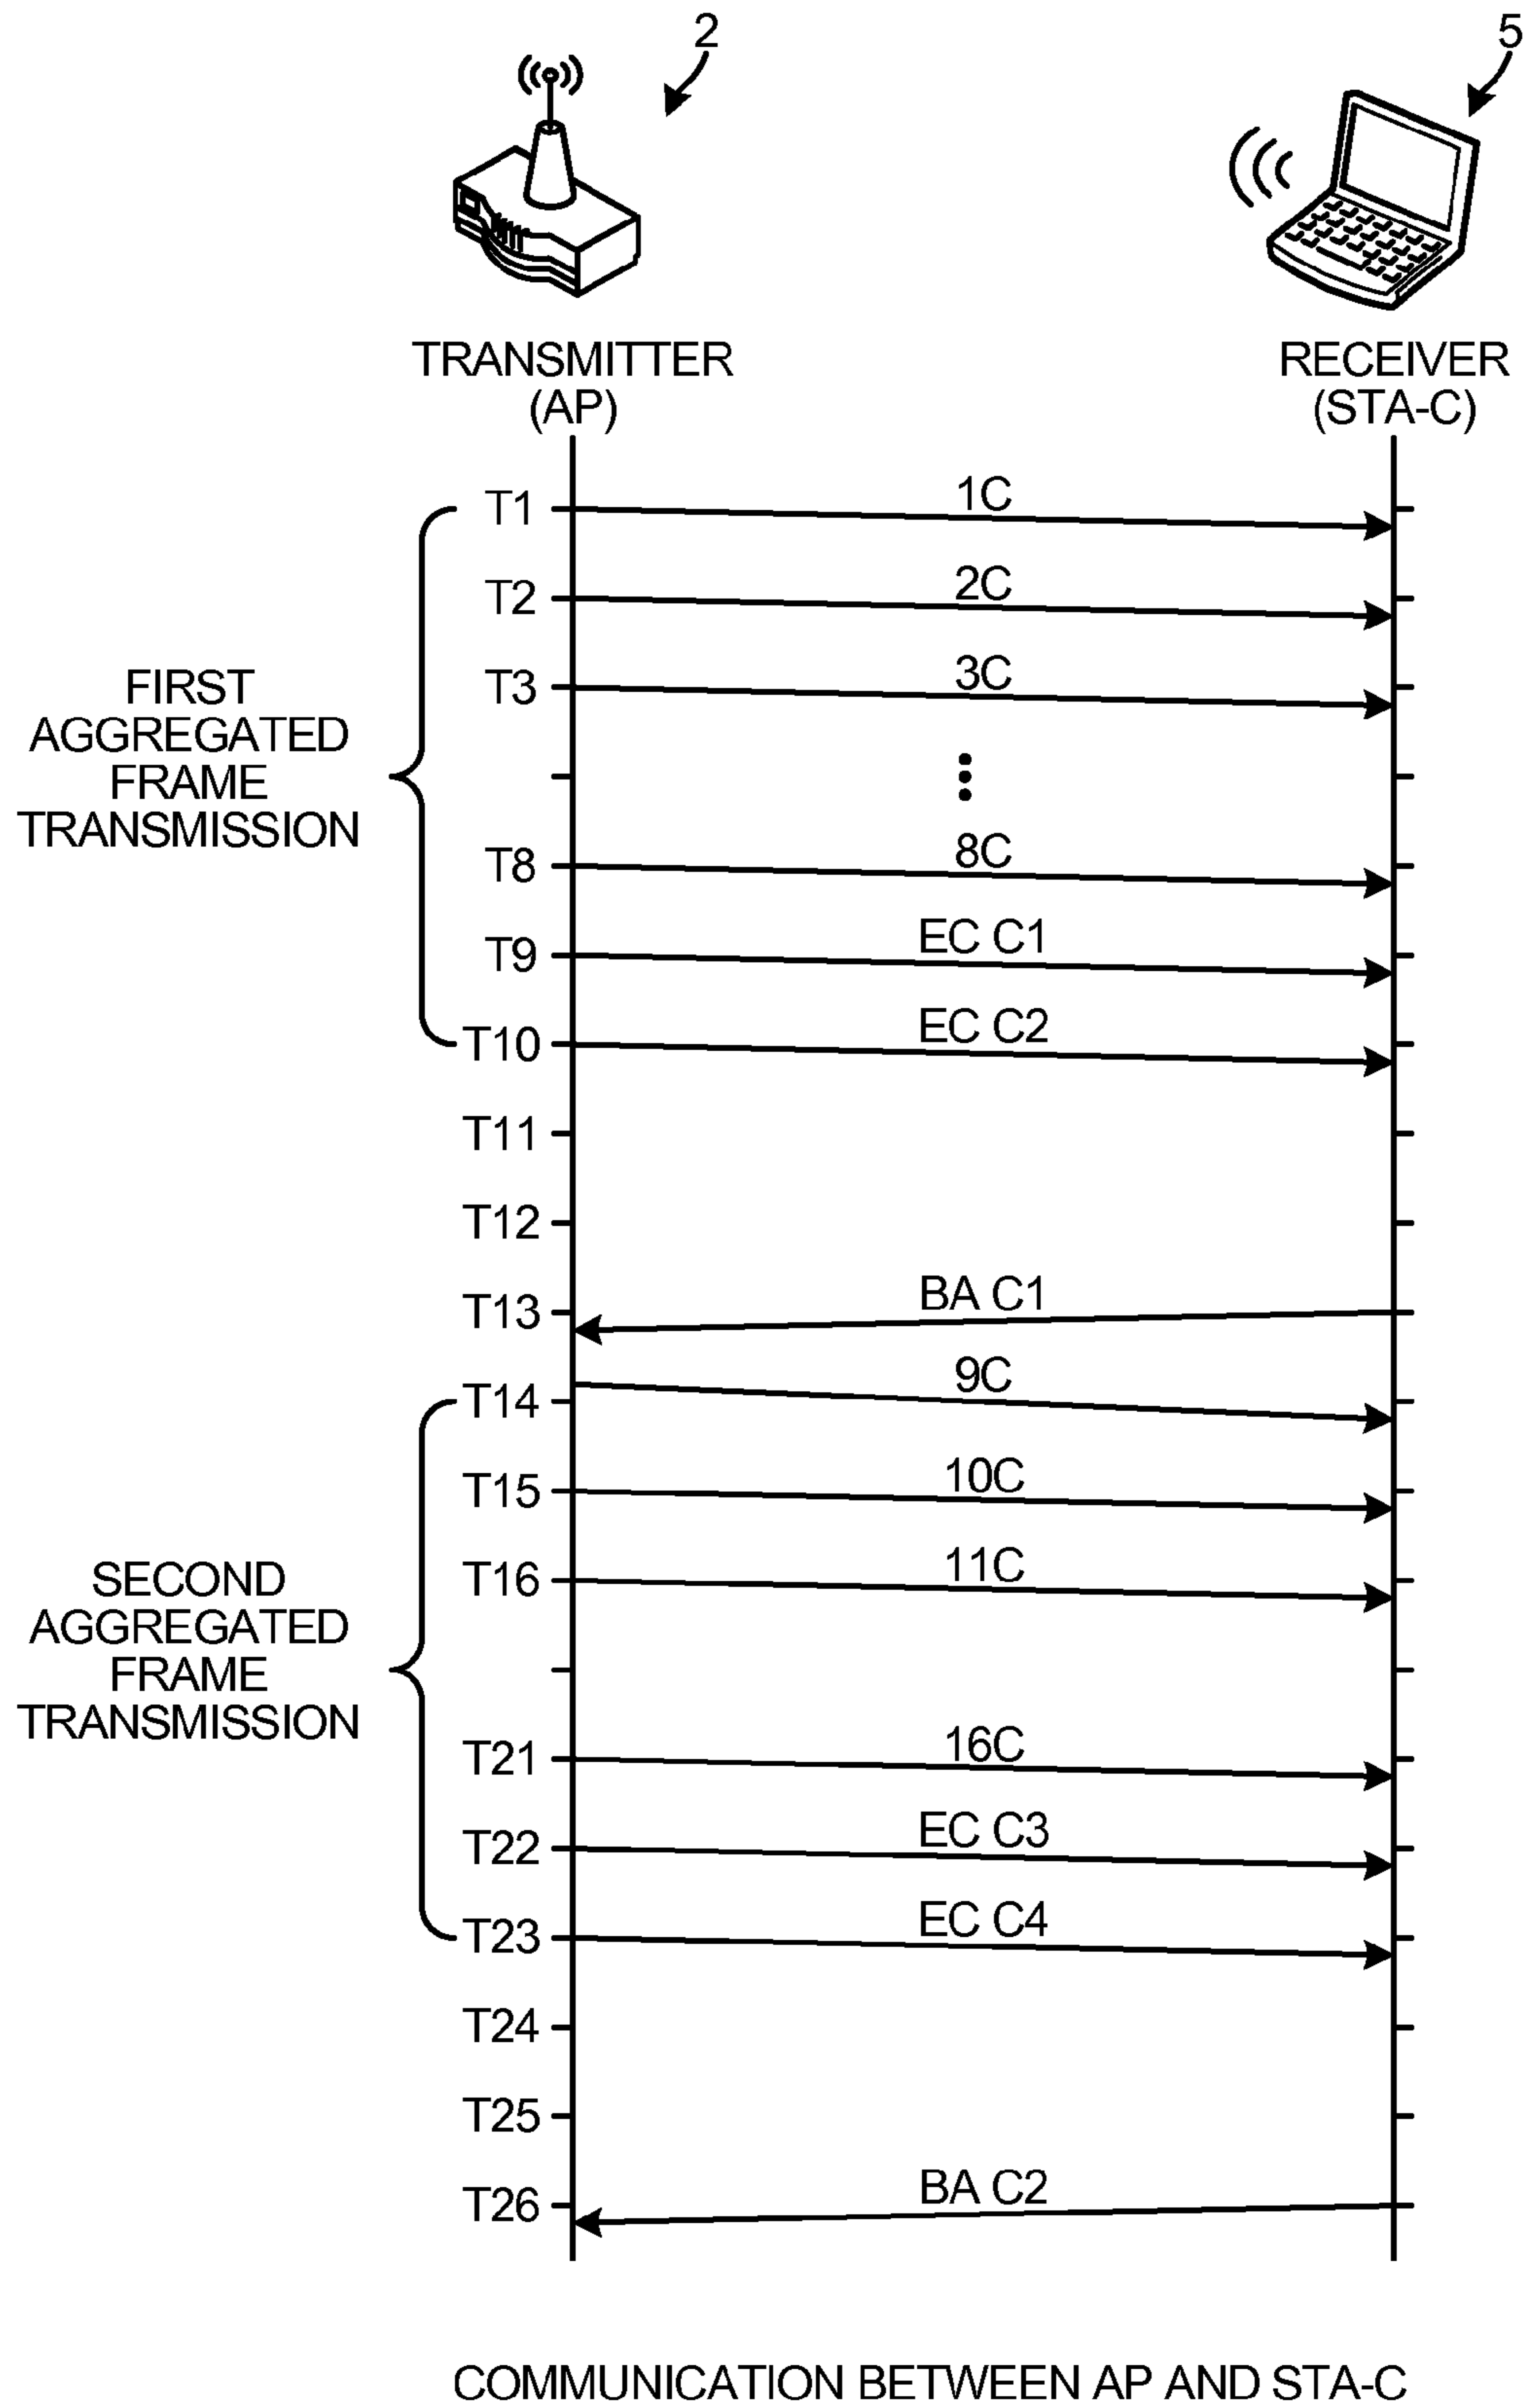 2
5
TRANSMITTER
(AP)
RECEIVER
(STA-C)
T1
1C
T2
2C
FIRST
AGGREGATED
FRAME
TRANSMISSION
T3
3C
T8
8C
T9
EC C1
T10
EC C2
T11
T12
T13
BA C1
T14
9C
T15
10C
SECOND
AGGREGATED
FRAME
TRANSMISSION
T16
11C
T21
16C
T22
EC C3
T23
EC C4
T24
T25
T26
BA C2
COMMUNICATION BETWEEN AP AND STA-C